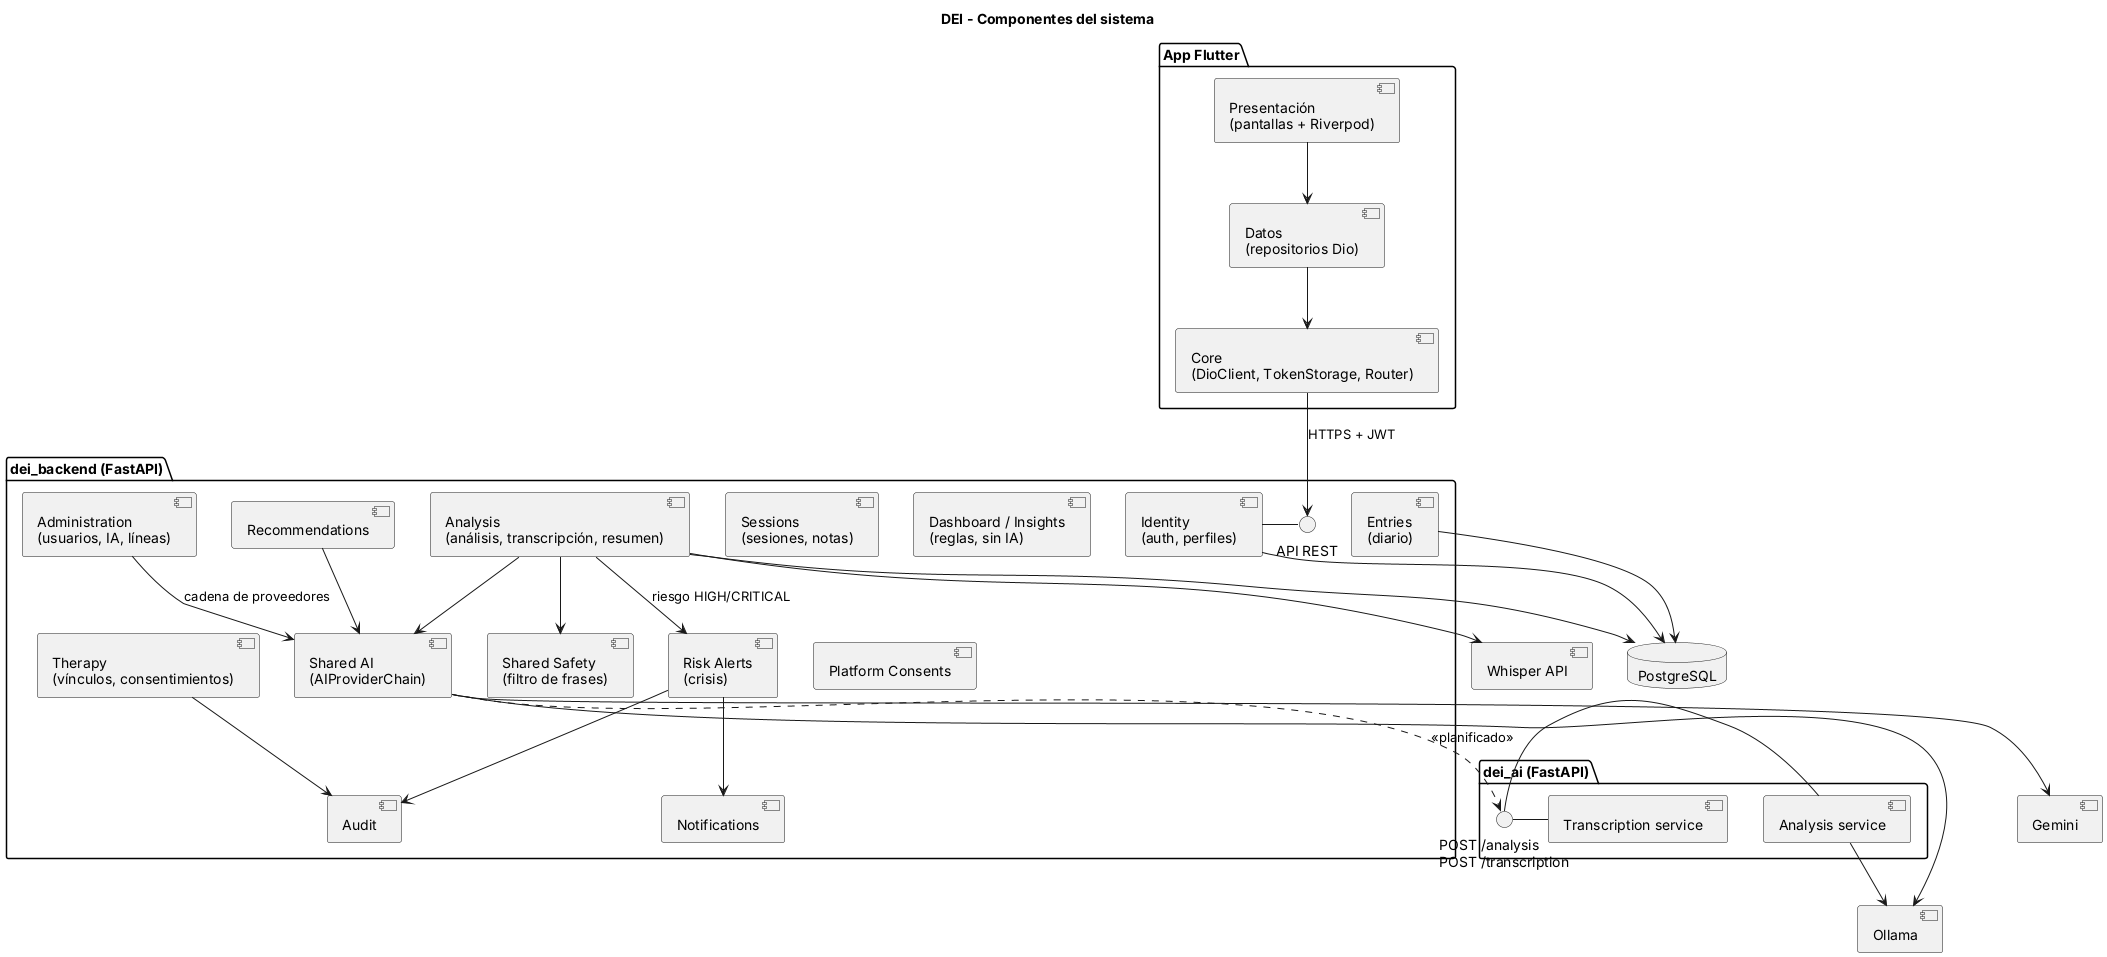 DEI - Componentes del sistema
App Flutter
Presentación
(pantallas + Riverpod)
Datos
(repositorios Dio)
Core
(DioClient, TokenStorage, Router)
HTTPS + JWT
dei_backend (FastAPI)
Administration
(usuarios, IA, líneas)
Recommendations
Analysis
(análisis, transcripción, resumen)
Sessions
(sesiones, notas)
Dashboard / Insights
(reglas, sin IA)
Identity
(auth, perfiles)
API REST
Entries
(diario)
cadena de proveedores
riesgo HIGH/CRITICAL
Therapy
(vínculos, consentimientos)
Shared AI
(AIProviderChain)
Shared Safety
(filtro de frases)
Risk Alerts
(crisis)
Platform Consents
Whisper API
PostgreSQL
«planificado»
dei_ai (FastAPI)
Audit
Notifications
Transcription service
Analysis service
Gemini
POST /analysis
POST /transcription
Ollama